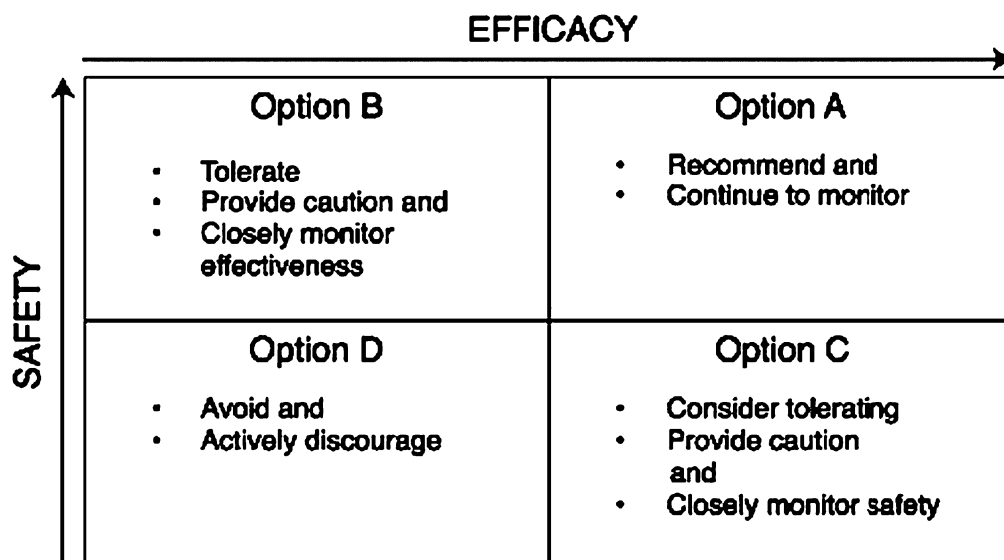 EFFICACY
SAFETY
Option B
• Tolerate
• Provide caution and
• Closely monitor
effectiveness
Option A
• Recommend and
• Continue to monitor
Option D
• Avoid and
• Actively discourage
Option C
• Consider tolerating
• Provide caution
and
• Closely monitor safety